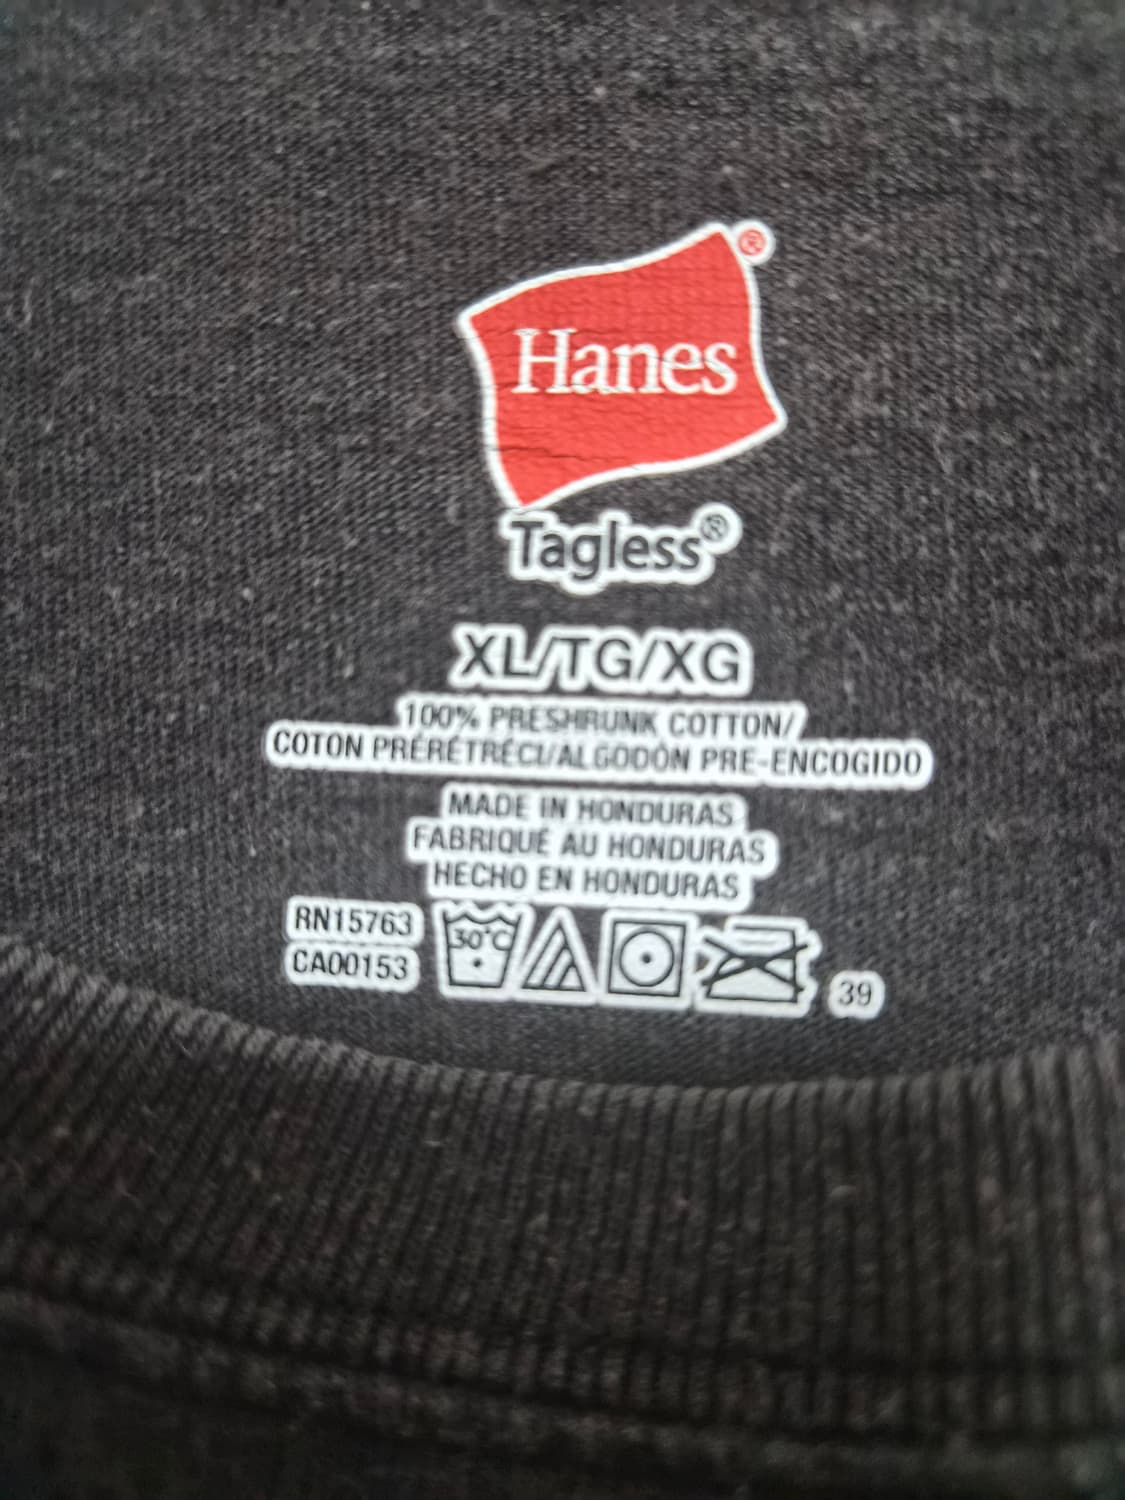 Hanes®
Tagless®
XL/TG/XG
100% PRESHRUNK COTTON/
COTON PRÉRÉTRÉCI/ALGODÓN PRE-ENCOGIDO
MADE IN HONDURAS
FABRIQUÉ AU HONDURAS
HECHO EN HONDURAS
RN15763
CA00153
30°C
39